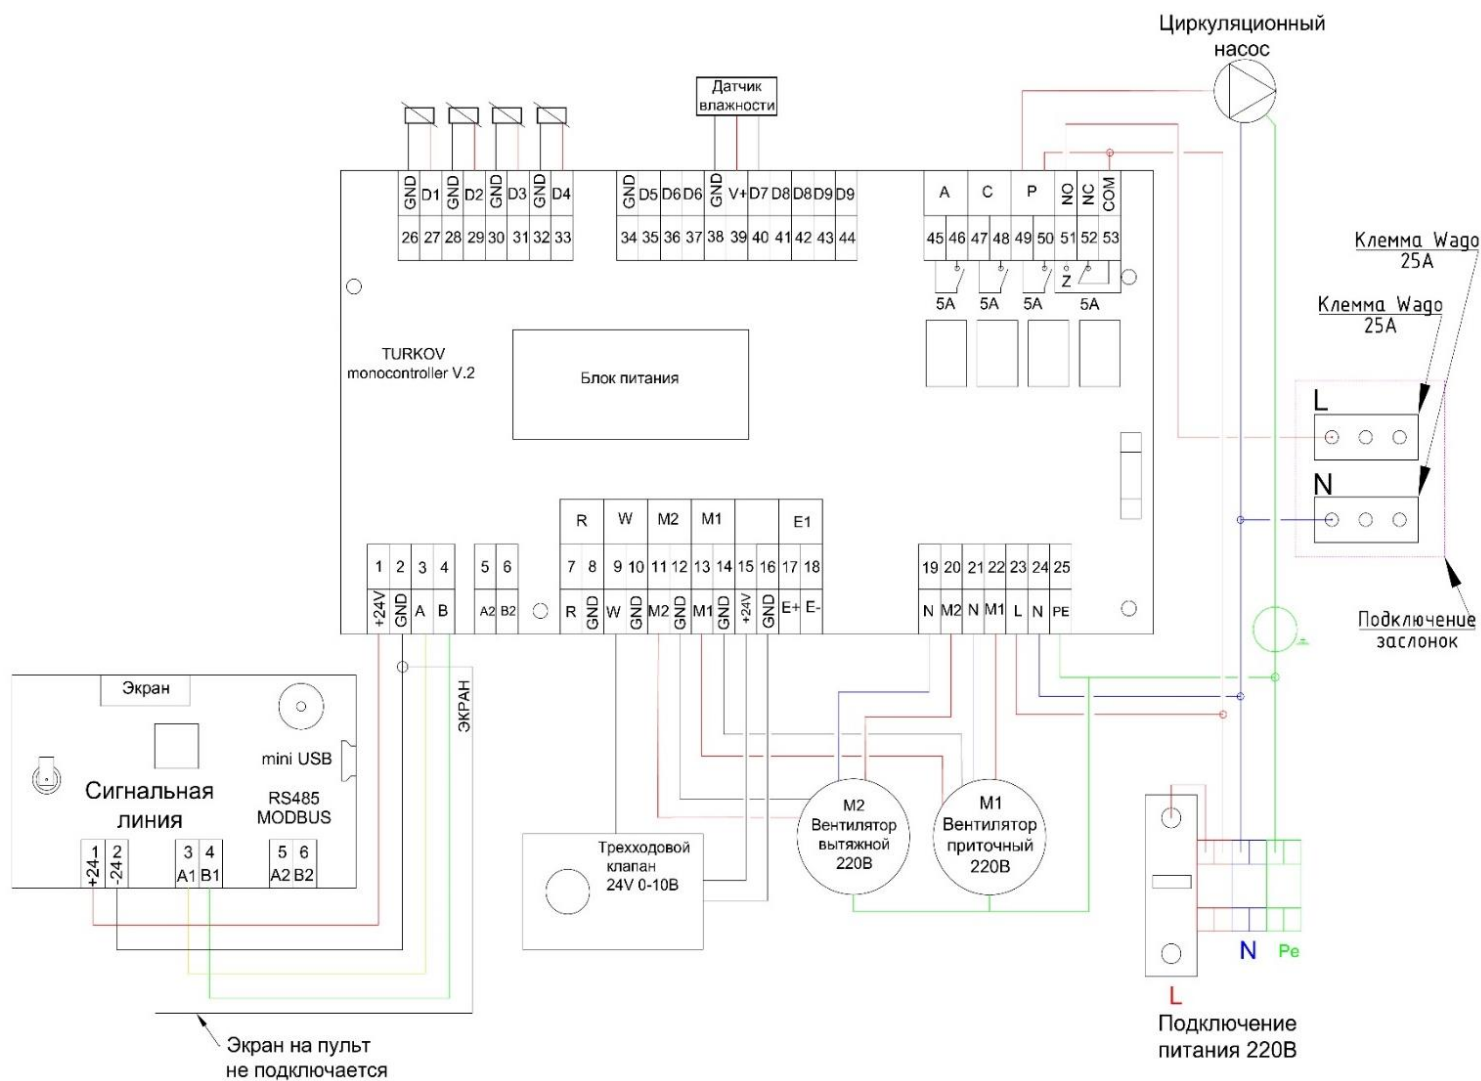 Циркуляционный
насос
Датчик
влажности
GND D1 GND D2 GND D3 GND D4
26 27 28 29 30 31 32 33
GND D5 D6 D6 GND V+ D7 D8 D8 D9 D9
34 35 36 37 38 39 40 41 42 43 44
A C P NO NC COM
45 46 47 48 49 50 51 52 53
Z
5A 5A 5A 5A
Клемма Wago
25А
Клемма Wago
25А
TURKOV
monocontroller V.2
Блок питания
L
N
Подключение
заслонок
R W M2 M1 E1
1 2 3 4 5 6 7 8 9 10 11 12 13 14 15 16 17 18 19 20 21 22 23 24 25
+24V GND A B A2 B2 R GND W GND M2 GND M1 GND +24V GND E+ E- N M2 N M1 L N PE
Экран
ЭКРАН
mini USB
Сигнальная
линия
RS485
MODBUS
1 2 3 4 5 6
+24 -24 A1 B1 A2 B2
Трехходовой
клапан
24V 0-10В
M2
Вентилятор
вытяжной
220В
M1
Вентилятор
приточный
220В
N Pe
L
Подключение
питания 220В
Экран на пульт
не подключается